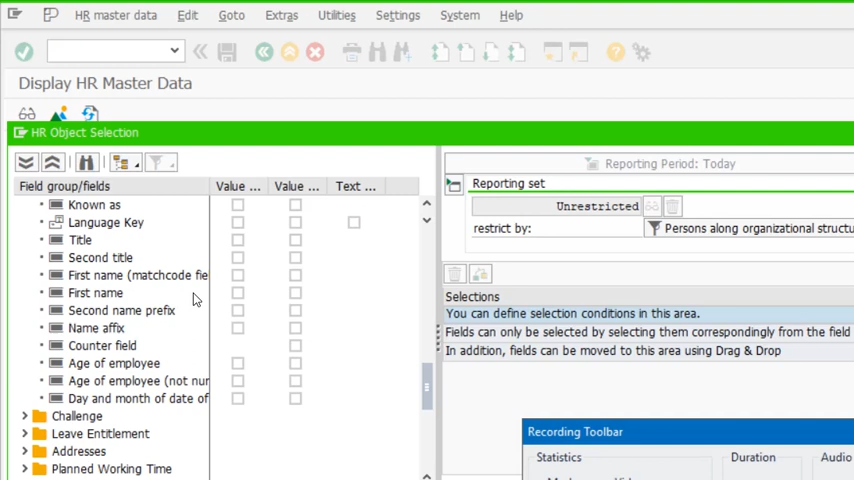 HR master data Edit Goto Extras Utilities Settings System Help
Display HR Master Data
HR Object Selection
Reporting Period: Today
Field group/fields Value ... Value ... Text ...
Reporting set
Known as
Unrestricted
Language Key
restrict by: Persons along organizational structu
Title
Second title
First name (matchcode fie
First name
Selections
Second name prefix
You can define selection conditions in this area.
Name affix
Fields can only be selected by selecting them correspondingly from the field
Counter field
In addition, fields can be moved to this area using Drag & Drop
Age of employee
Age of employee (not nur
Day and month of date of
Challenge
Leave Entitlement
Recording Toolbar
Addresses
Statistics Duration Audio
Planned Working Time